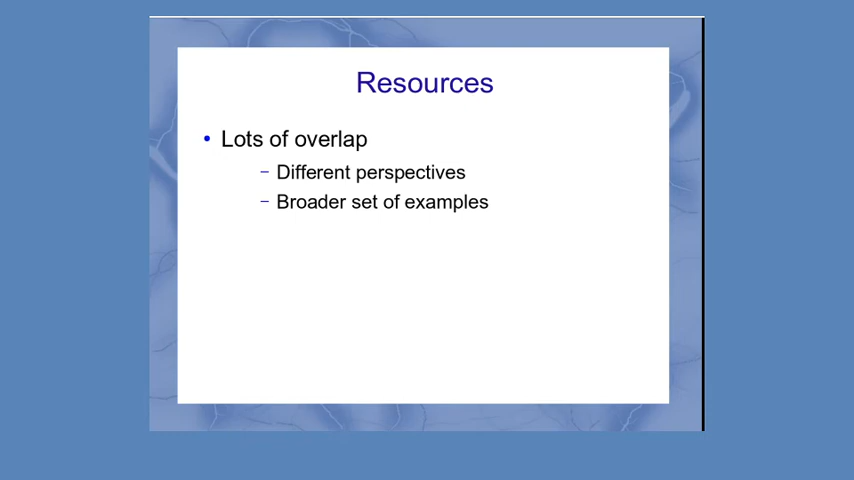 Resources
• Lots of overlap
– Different perspectives
– Broader set of examples